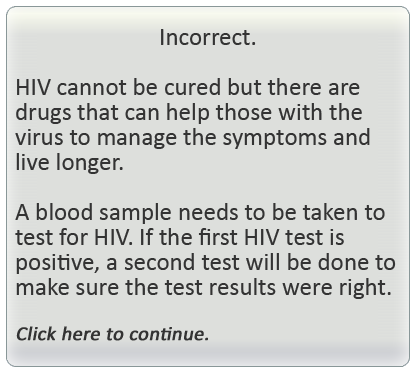 Incorrect.
HIV cannot be cured but there are
drugs that can help those with the
virus to manage the symptoms and
live longer.
A blood sample needs to be taken to
test for HIV. If the first HIV test is
positive, a second test will be done to
make sure the test results were right.
Click here to continue.